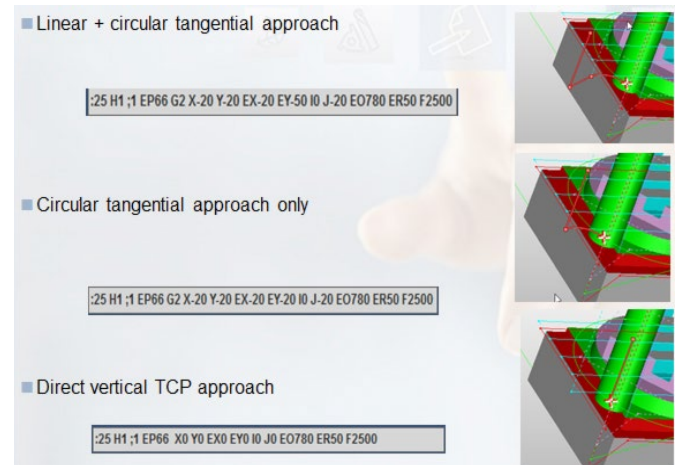 Linear + circular tangential approach
:25 H1 ;1 EP66 G2 X-20 Y-20 EX-20 EY-50 I0 J-20 EO780 ER50 F2500
Circular tangential approach only
:25 H1 ;1 EP66 G2 X-20 Y-20 EX-20 EY-20 I0 J-20 EO780 ER50 F2500
Direct vertical TCP approach
:25 H1 ;1 EP66 X0 Y0 EX0 EY0 I0 J0 EO780 ER50 F2500